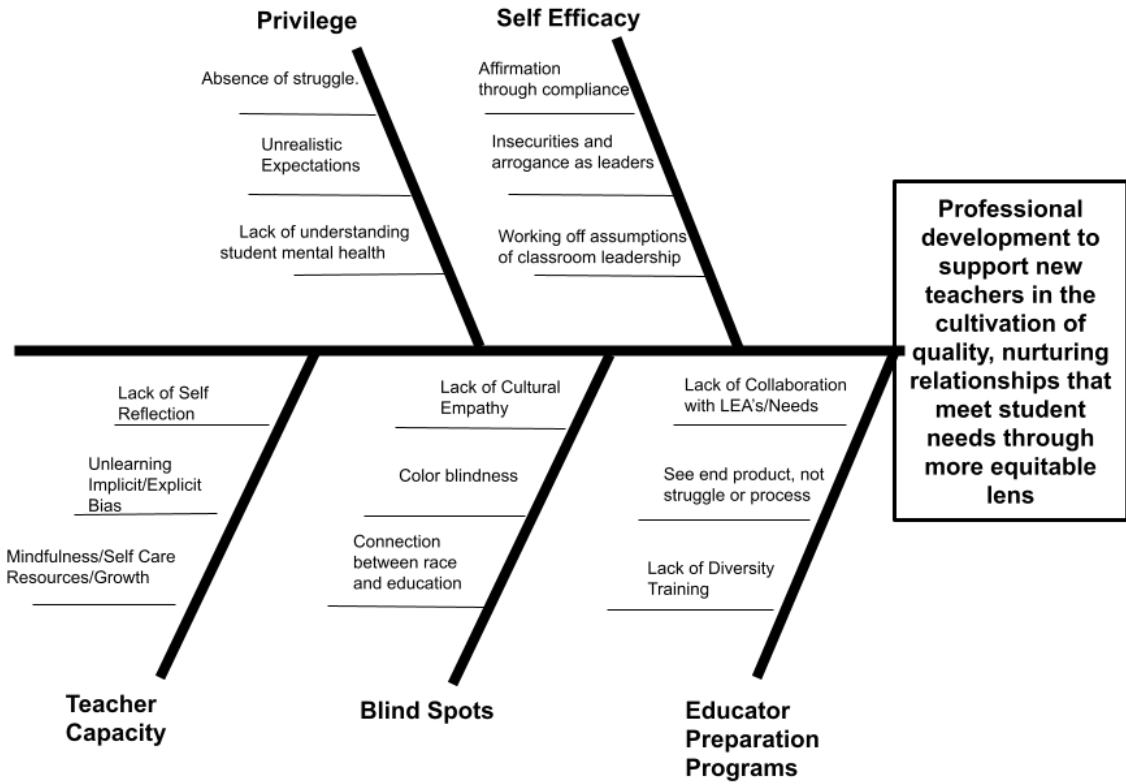 Privilege
Absence of struggle.
Unrealistic
Expectations
Lack of understanding
student mental health
Self Efficacy
Affirmation
through compliance
Insecurities and
arrogance as leaders
Working off assumptions
of classroom leadership
Professional
development to
support new
teachers in the
cultivation of
quality, nurturing
relationships that
meet student
needs through
more equitable
lens
Lack of Self
Reflection
Unlearning
Implicit/Explicit
Bias
Mindfulness/Self Care
Resources/Growth
Teacher
Capacity
Lack of Cultural
Empathy
Color blindness
Connection
between race
and education
Blind Spots
Lack of Collaboration
with LEA's/Needs
See end product, not
struggle or process
Lack of Diversity
Training
Educator
Preparation
Programs